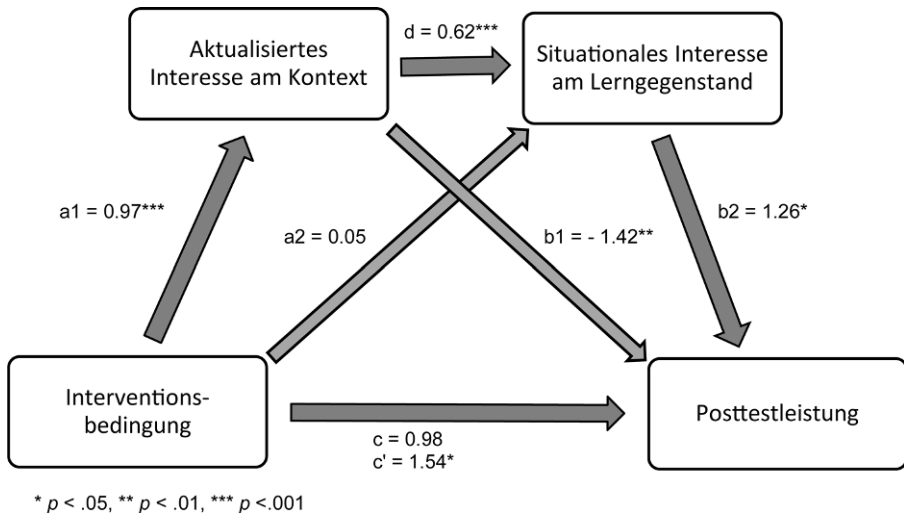 d = 0.62***
Aktualisiertes
Interesse am Kontext
Situationales Interesse
am Lerngegenstand
a1 = 0.97***
a2 = 0.05
b1 = - 1.42**
b2 = 1.26*
Interventions-
bedingung
Posttestleistung
c = 0.98
c' = 1.54*
* p < .05, ** p < .01, *** p <.001